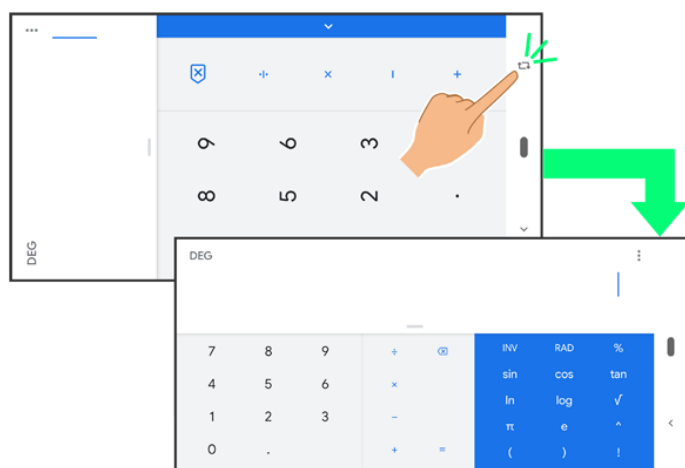 DEG
÷ × − +
9 6 3
8 5 2 .
DEG
7 8 9 ÷ INV RAD %
4 5 6 × sin cos tan
1 2 3 − ln log √
π e ^
0 . + = ( ) !